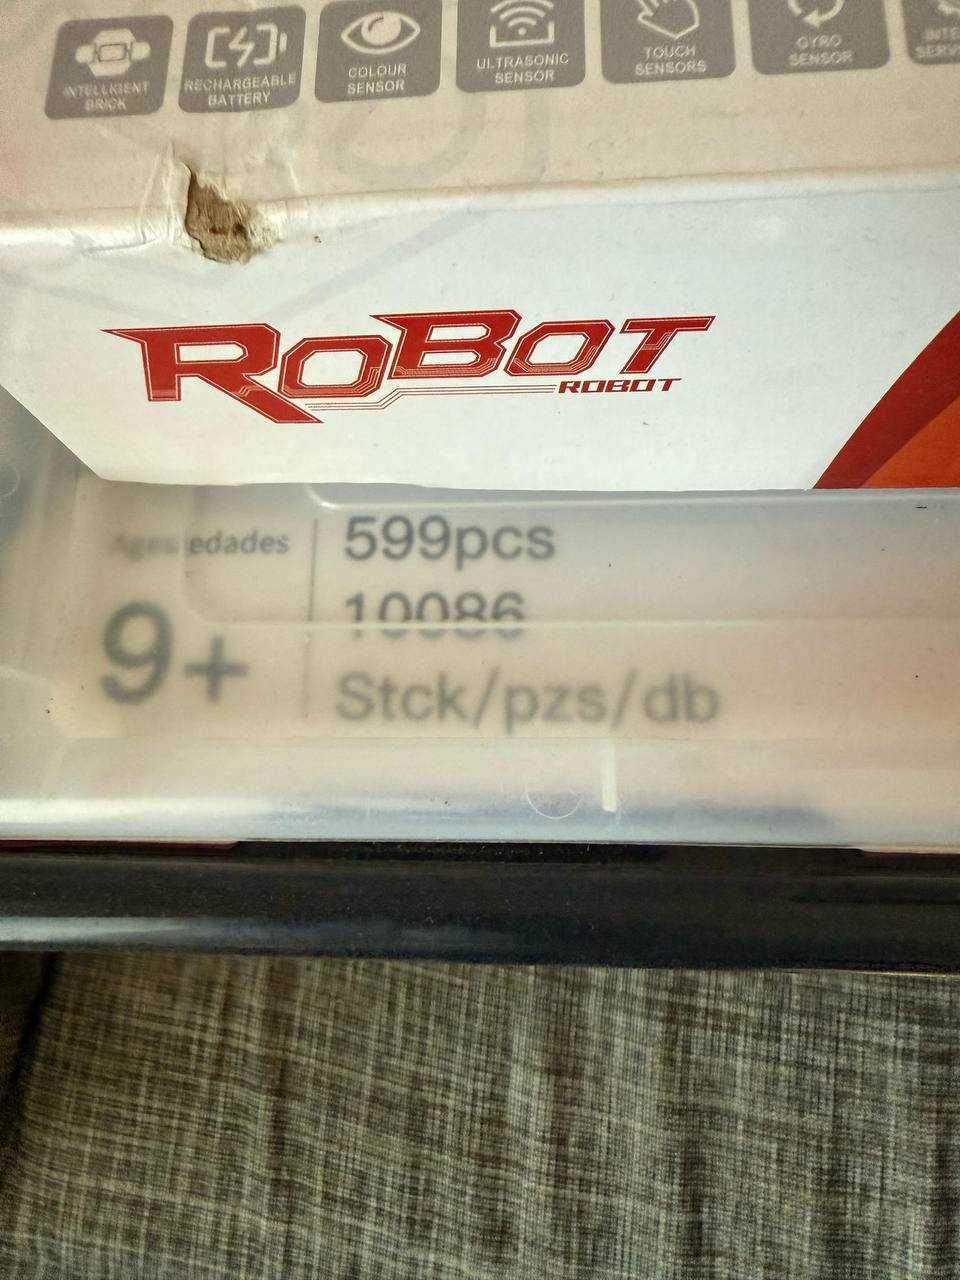 INTELLIGENT
BRICK
RECHARGEABLE
BATTERY
COLOUR
SENSOR
ULTRASONIC
SENSOR
TOUCH
SENSORS
GYRO
SENSOR
ROBOT
ROBOT
Ages edades
9+
599pcs
10086
Stck/pzs/db